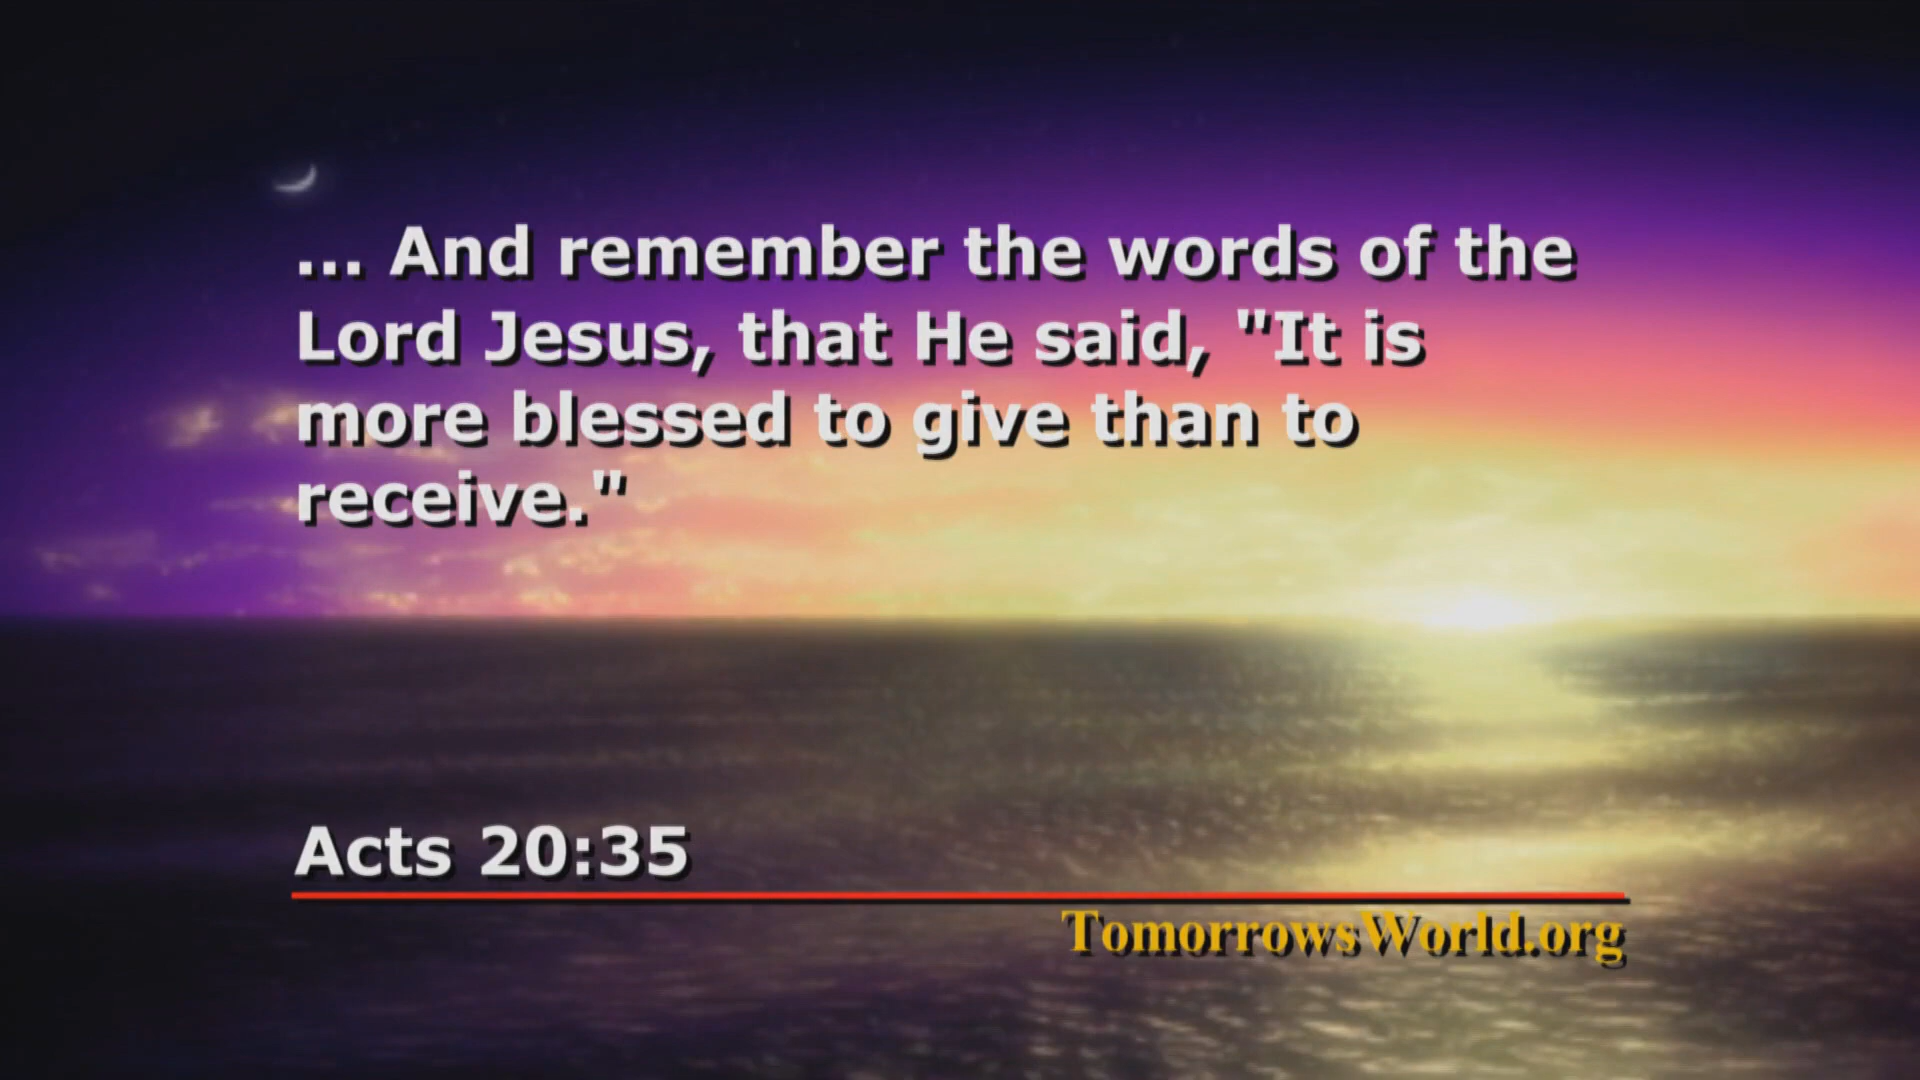 ... And remember the words of the
Lord Jesus, that He said, "It is
more blessed to give than to
receive."
Acts 20:35
TomorrowsWorld.org